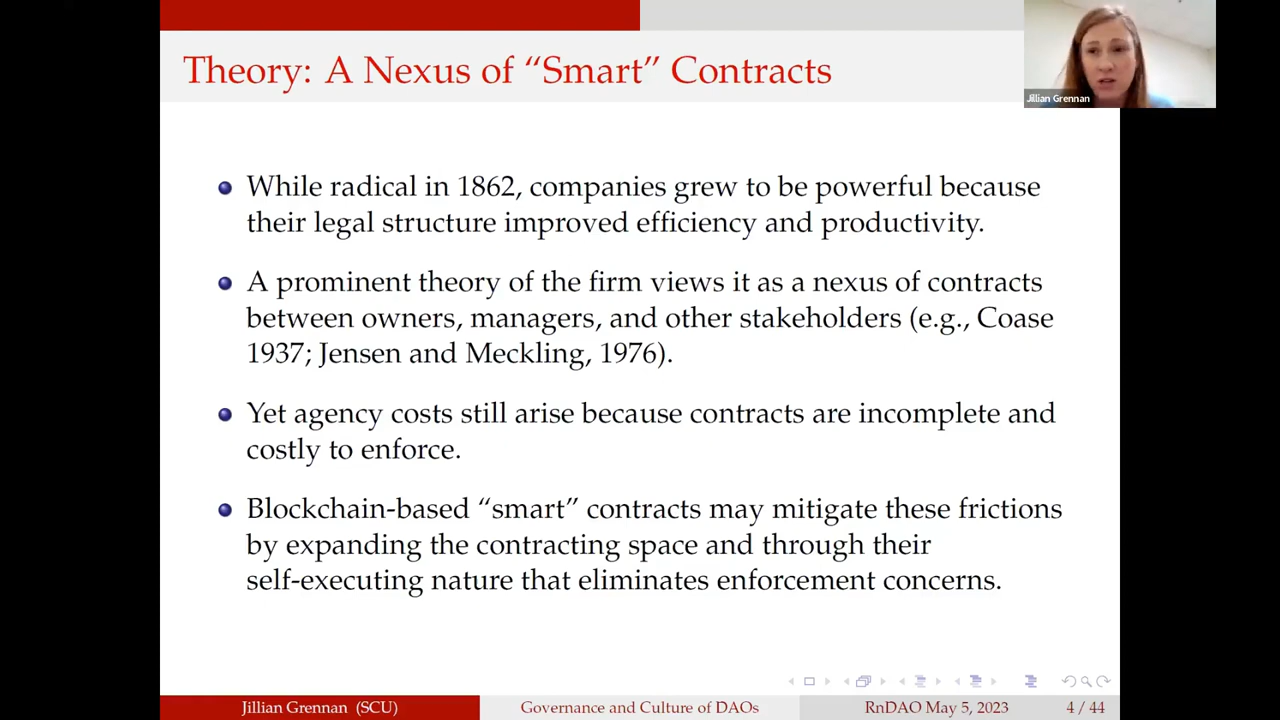 Theory: A Nexus of “Smart” Contracts
Jillian Grennan
While radical in 1862, companies grew to be powerful because
their legal structure improved efficiency and productivity.
A prominent theory of the firm views it as a nexus of contracts
between owners, managers, and other stakeholders (e.g., Coase
1937; Jensen and Meckling, 1976).
Yet agency costs still arise because contracts are incomplete and
costly to enforce.
Blockchain-based “smart” contracts may mitigate these frictions
by expanding the contracting space and through their
self-executing nature that eliminates enforcement concerns.
Jillian Grennan (SCU) Governance and Culture of DAOs RnDAO May 5, 2023 4 / 44